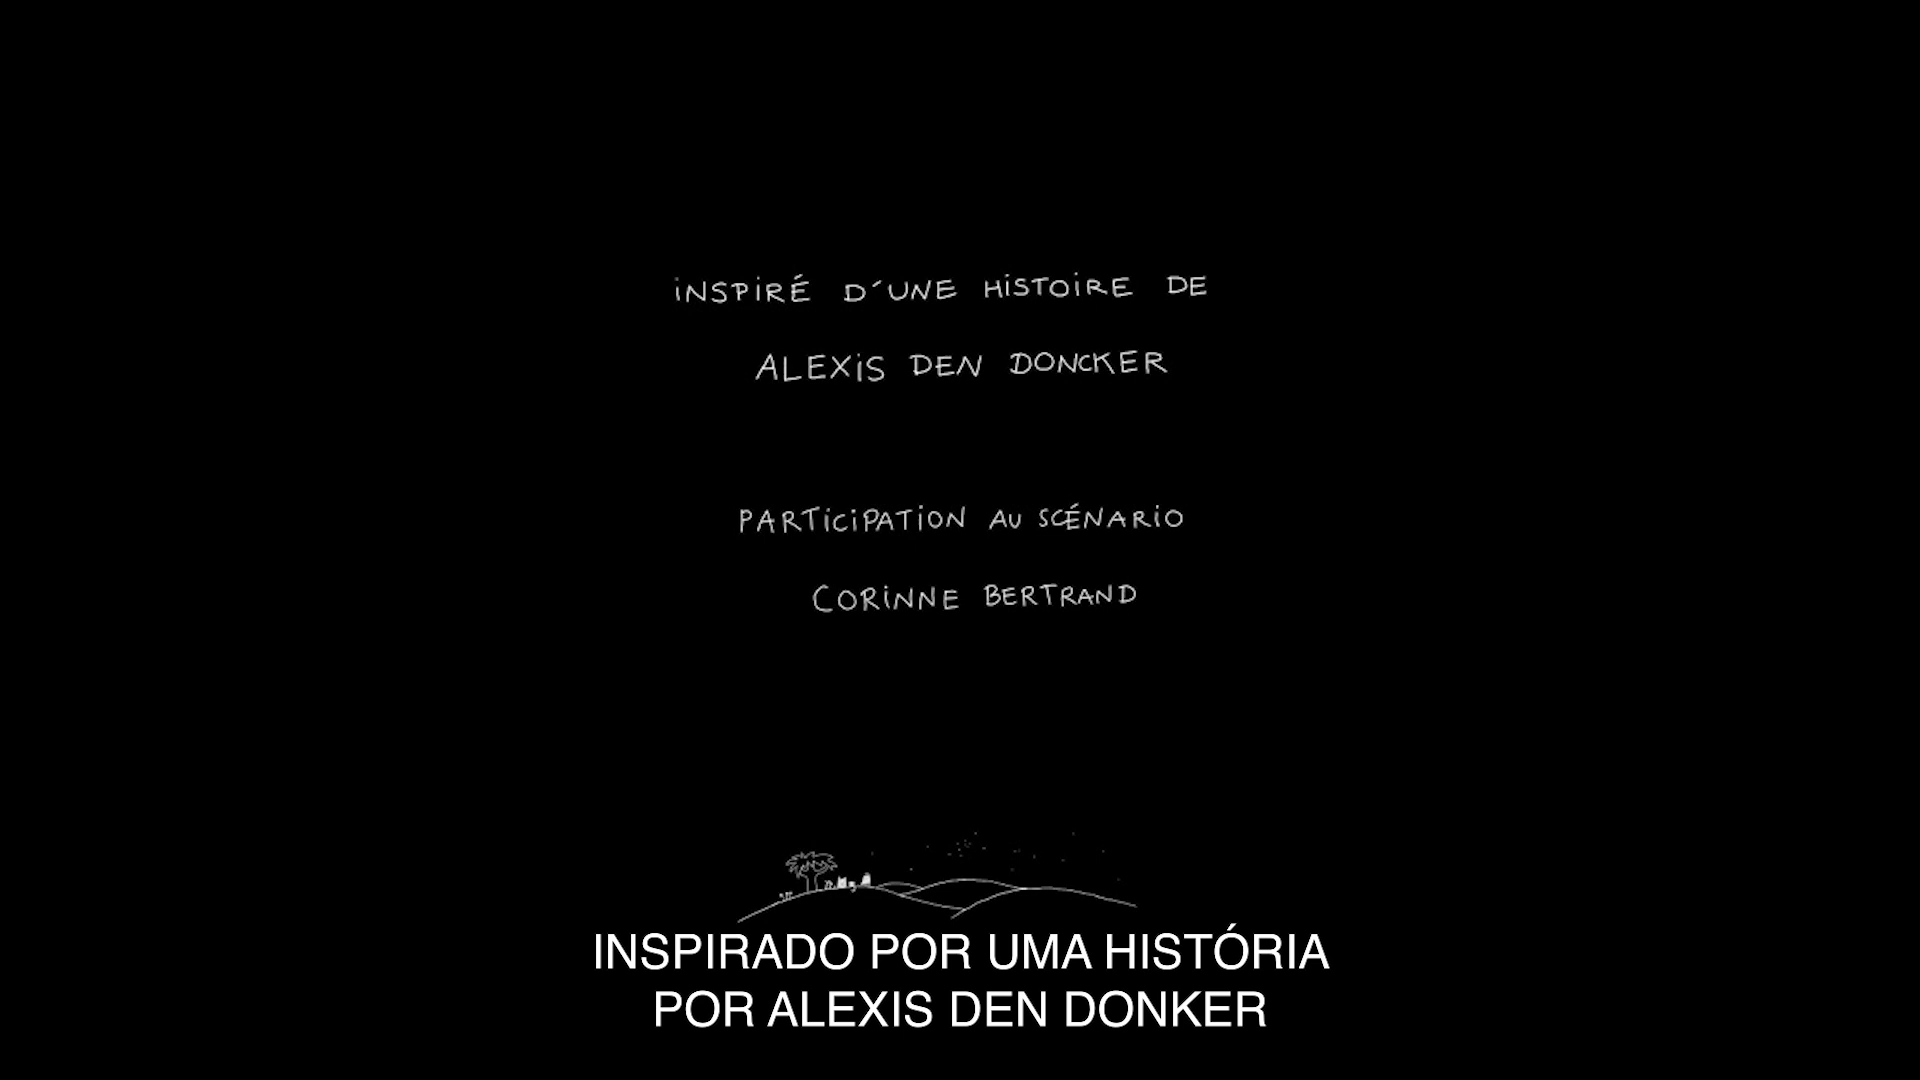 iNSPiRÉ D'UNE HiSTOiRE DE
ALEXiS DEN DONCKER
PARTiCiPATiON AU SCÉNARiO
CORiNNE BERTRAND
INSPIRADO POR UMA HISTÓRIA
POR ALEXIS DEN DONKER